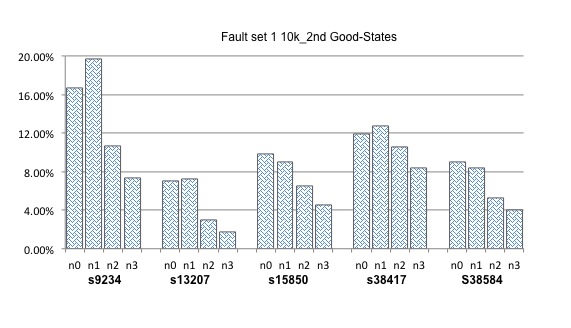 Fault set 1 10k_2nd Good-States
20.00%
16.00%
12.00%
8.00%
4.00%
0.00%
n0 n1 n2 n3 n0 n1 n2 n3 n0 n1 n2 n3 n0 n1 n2 n3 n0 n1 n2 n3
s9234 s13207 s15850 s38417 S38584